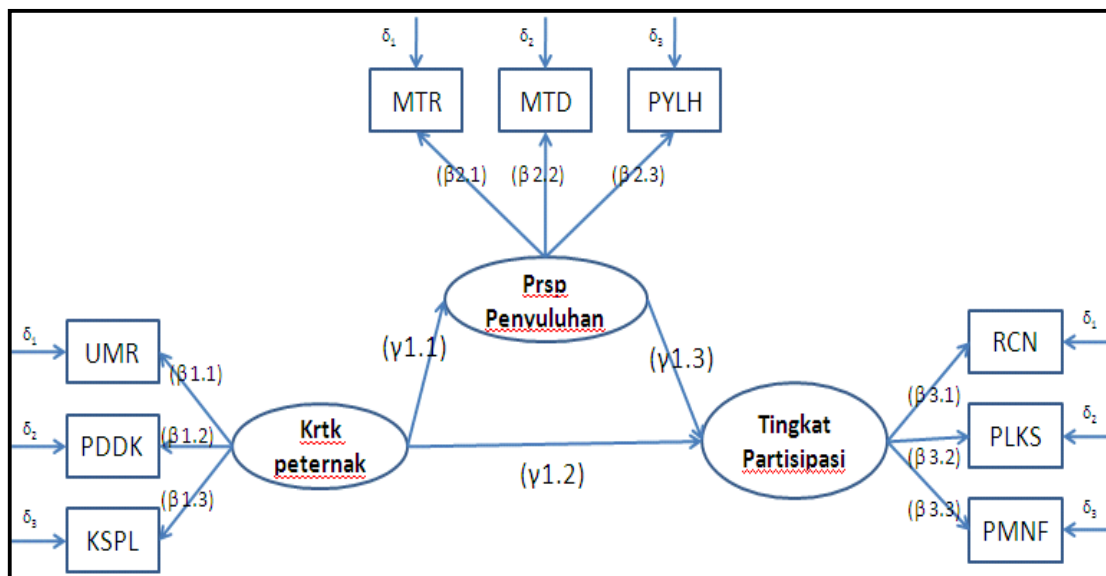 δ₁ δ₂ δ₃
MTR MTD PYLH
(β2.1) (β 2.2) (β 2.3)
Prsp
Penyuluhan
(γ1.1) (γ1.3)
δ₁ UMR
(β1.1)
δ₂ PDDK
(β1.2)
δ₃ KSPL
(β1.3)
Krtk
peternak
(γ1.2)
Tingkat
Partisipasi
RCN δ₁
(β3.1)
PLKS δ₂
(β 3.2)
PMNF δ₃
(β 3.3)